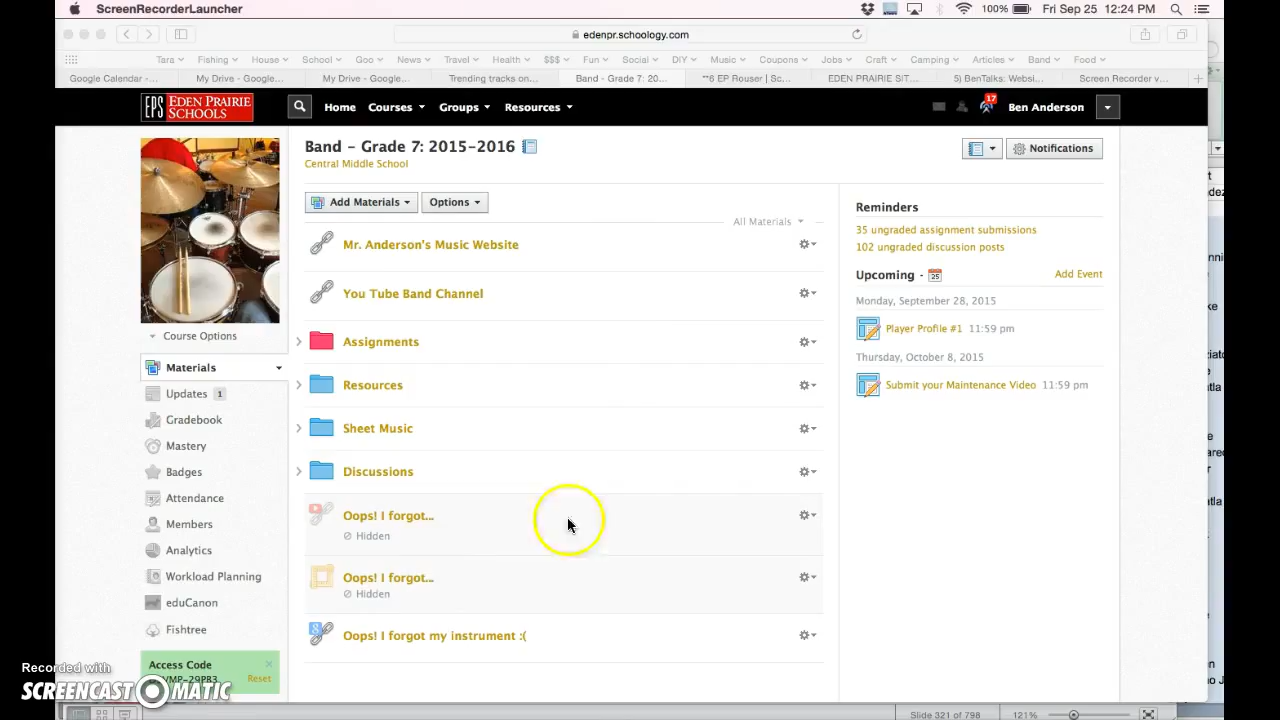 ScreenRecorderLauncher 100% Fri Sep 25 12:24 PM
edenpr.schoology.com
Tara Fishing House School Goo News Travel Health $$$ Fun Social DIY Music Coupons Jobs Craft Camping Articles Band Food
Google Calendar -... My Drive - Google... My Drive - Google... Trending tracks on... Band - Grade 7: 20... **6 EP Rouser | Sc... EDEN PRAIRIE SIT... 5) BenTalks: Websi... Screen Recorder v...
EPS EDEN PRAIRIE SCHOOLS Home Courses Groups Resources 17 Ben Anderson
Band - Grade 7: 2015-2016
Central Middle School
Notifications
Add Materials Options
All Materials
Mr. Anderson's Music Website
You Tube Band Channel
Assignments
Resources
Sheet Music
Discussions
Oops! I forgot...
Hidden
Oops! I forgot...
Hidden
Oops! I forgot my instrument :(
Reminders
35 ungraded assignment submissions
102 ungraded discussion posts
Upcoming - 25 Add Event
Monday, September 28, 2015
Player Profile #1 11:59 pm
Thursday, October 8, 2015
Submit your Maintenance Video 11:59 pm
Course Options
Materials
Updates 1
Gradebook
Mastery
Badges
Attendance
Members
Analytics
Workload Planning
eduCanon
Fishtree
Access Code
Reset
Recorded with
SCREENCAST MATIC
Slide 321 of 798 121%